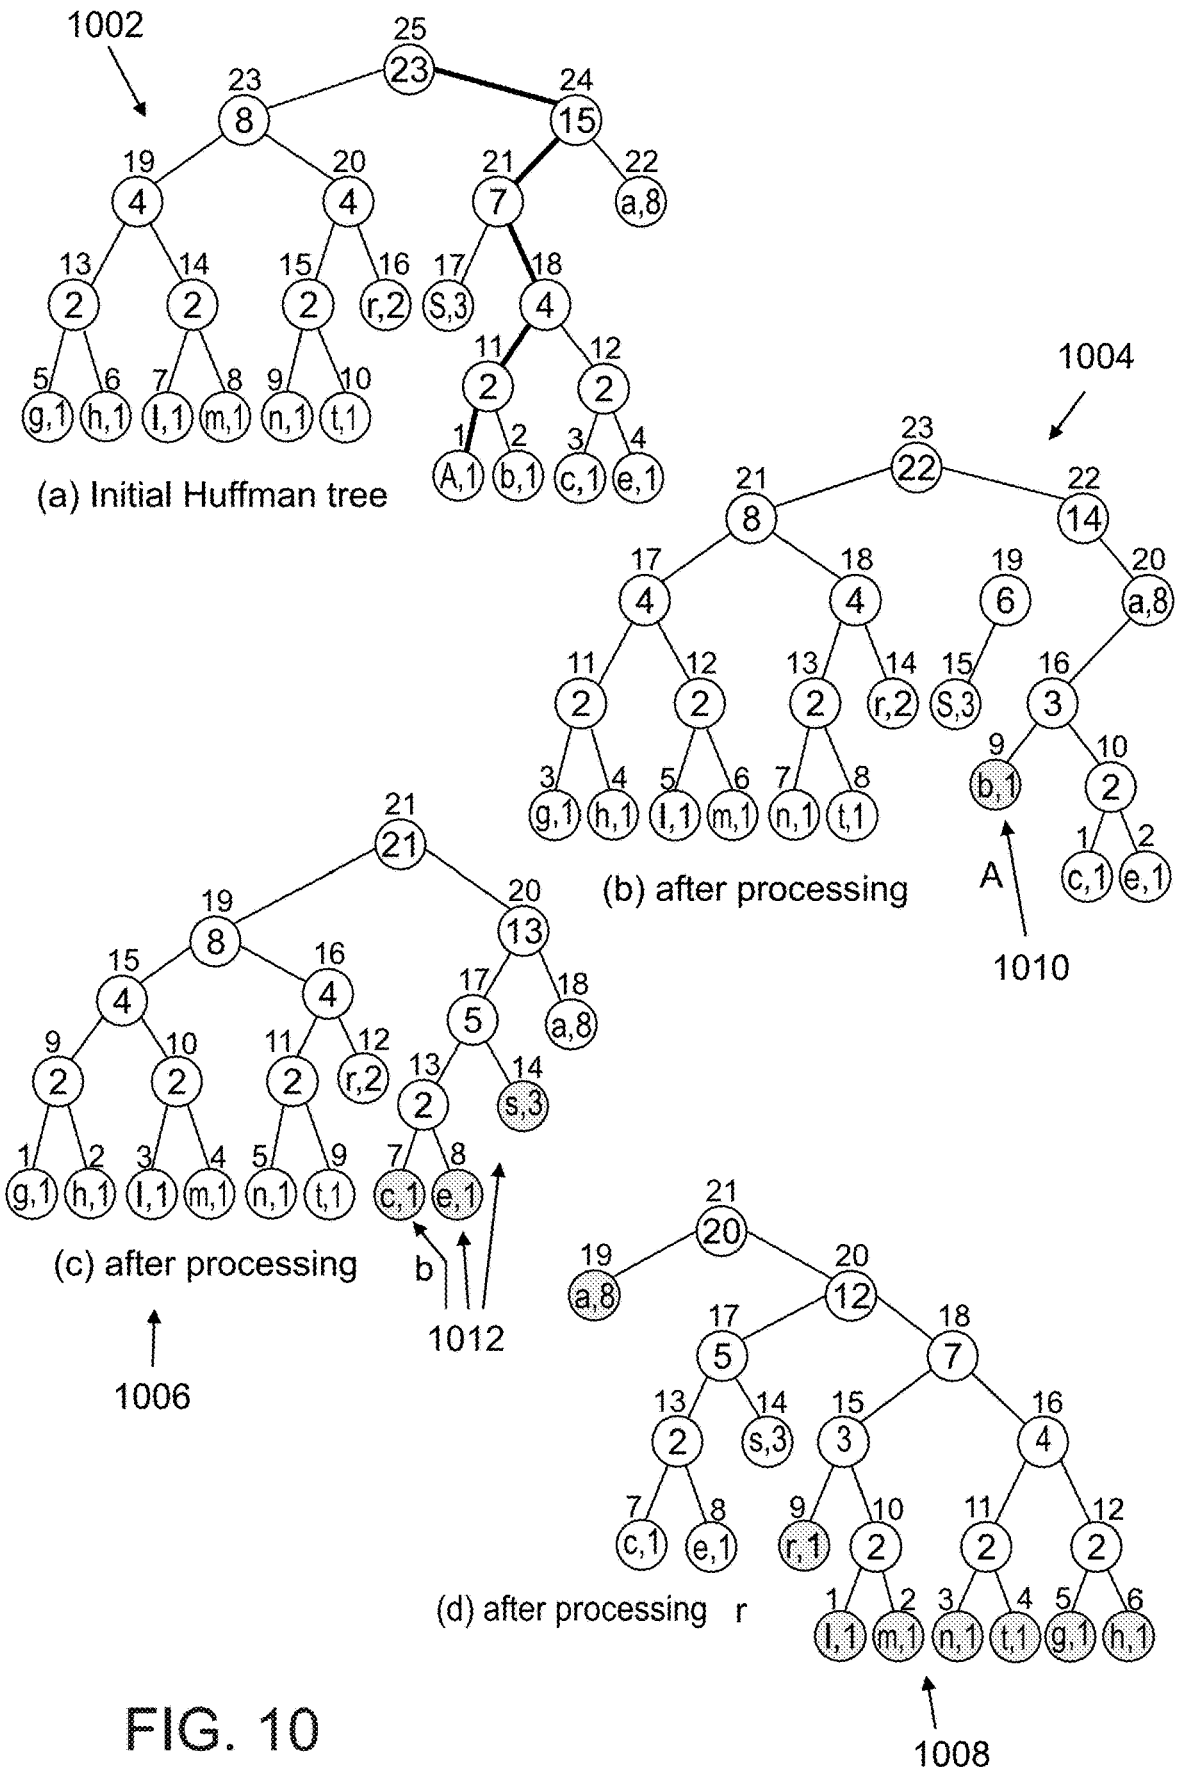 1002
25
23
23
8
24
15
19
4
20
4
21
7
22
a,8
13
2
14
2
15
2
16
r,2
17
S,3
18
4
11
2
12
2
5
g,1
6
h,1
7
l,1
8
m,1
9
n,1
10
t,1
1
A,1
2
b,1
3
c,1
4
e,1
(a) Initial Huffman tree
1004
23
22
21
8
22
14
17
4
18
4
19
6
20
a,8
11
2
12
2
13
2
14
r,2
15
S,3
16
3
9
b,1
10
2
3
g,1
4
h,1
5
l,1
6
m,1
7
n,1
8
t,1
1
c,1
2
e,1
(b) after processing A
1010
21
21
19
8
20
13
15
4
16
4
17
5
18
a,8
9
2
10
2
11
2
12
r,2
13
2
14
s,3
1
g,1
2
h,1
3
l,1
4
m,1
5
n,1
9
t,1
7
c,1
8
e,1
(c) after processing b
1012
1006
21
20
19
a,8
20
12
17
5
18
7
13
2
14
s,3
15
3
16
4
7
c,1
8
e,1
9
r,1
10
2
11
2
12
2
1
l,1
2
m,1
3
n,1
4
t,1
5
g,1
6
h,1
(d) after processing r
1008
FIG. 10